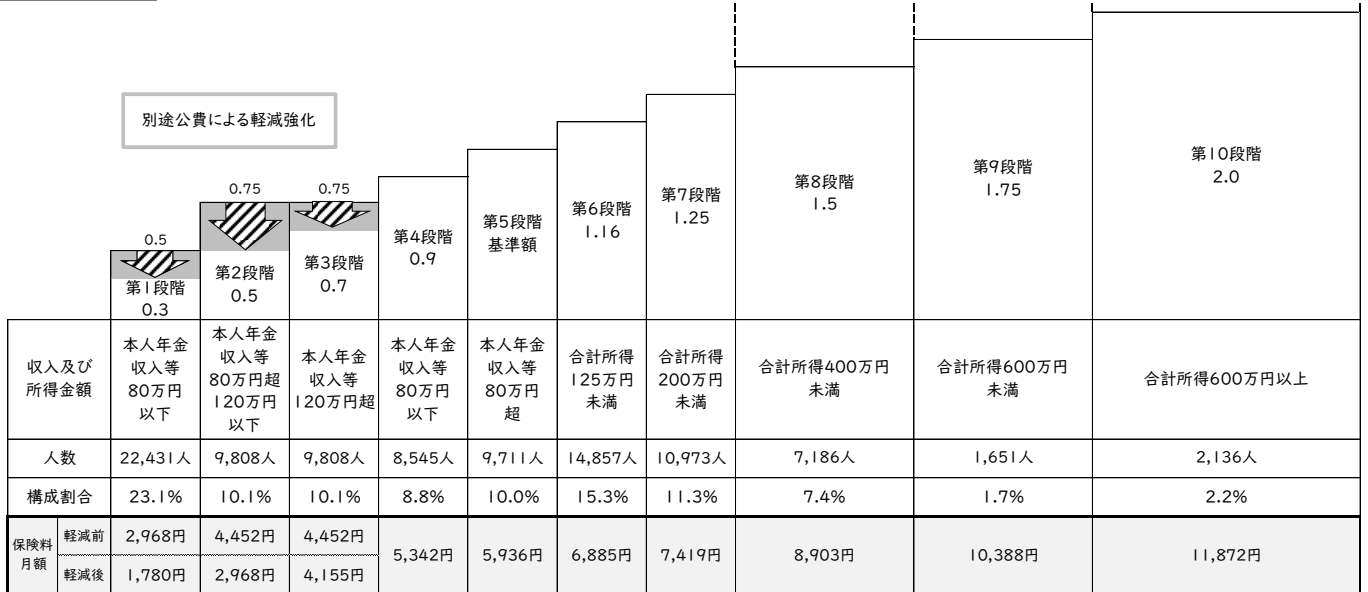 別途公費による軽減強化
0.5
第1段階
0.3
0.75
第2段階
0.5
0.75
第3段階
0.7
第4段階
0.9
第5段階
基準額
第6段階
1.16
第7段階
1.25
第8段階
1.5
第9段階
1.75
第10段階
2.0
収入及び
所得金額
本人年金
収入等
80万円
以下
本人年金
収入等
80万円超
120万円
以下
本人年金
収入等
120万円超
本人年金
収入等
80万円
以下
本人年金
収入等
80万円
超
合計所得
125万円
未満
合計所得
200万円
未満
合計所得400万円
未満
合計所得600万円
未満
合計所得600万円以上
人数 22,431人 9,808人 9,808人 8,545人 9,711人 14,857人 10,973人 7,186人 1,651人 2,136人
構成割合 23.1% 10.1% 10.1% 8.8% 10.0% 15.3% 11.3% 7.4% 1.7% 2.2%
保険料
月額
軽減前 2,968円 4,452円 4,452円
軽減後 1,780円 2,968円 4,155円
5,342円 5,936円 6,885円 7,419円 8,903円 10,388円 11,872円